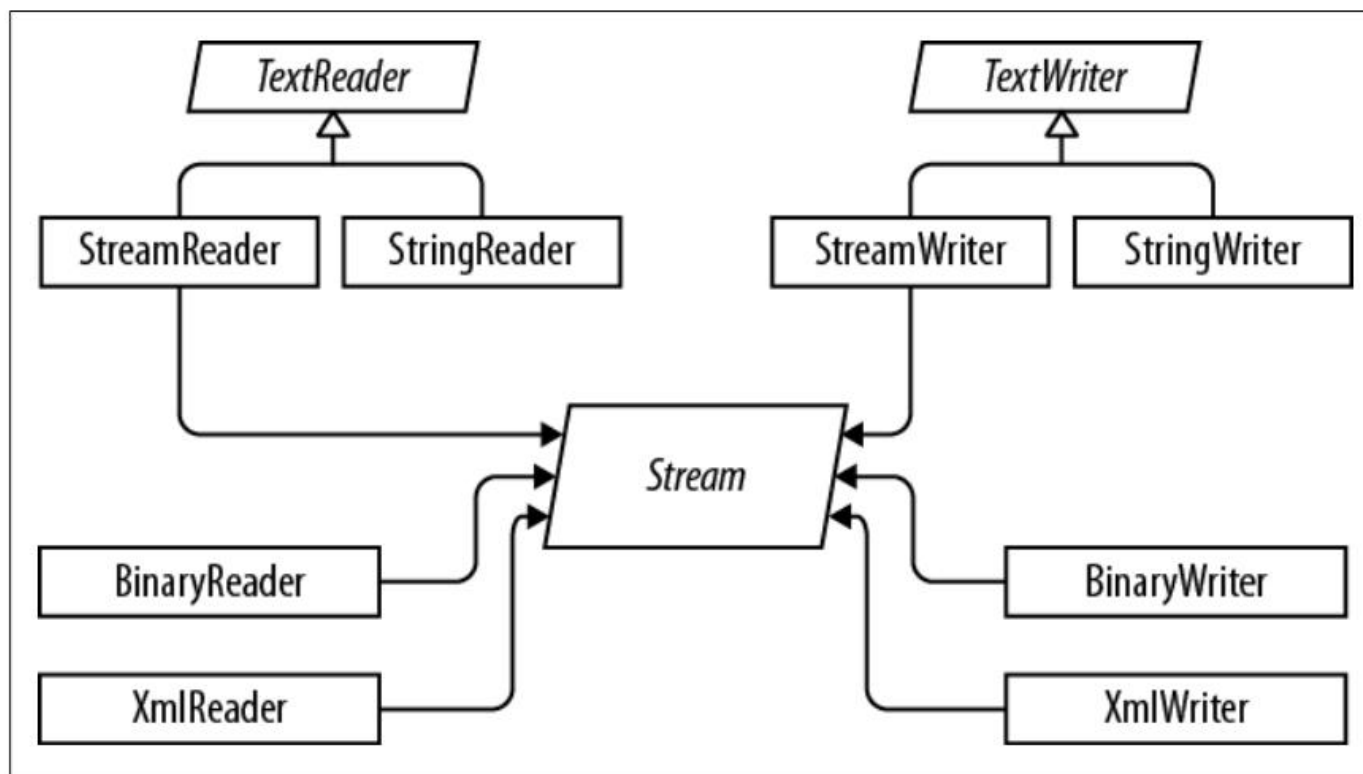 TextReader
TextWriter
StreamReader
StringReader
StreamWriter
StringWriter
Stream
BinaryReader
BinaryWriter
XmlReader
XmlWriter